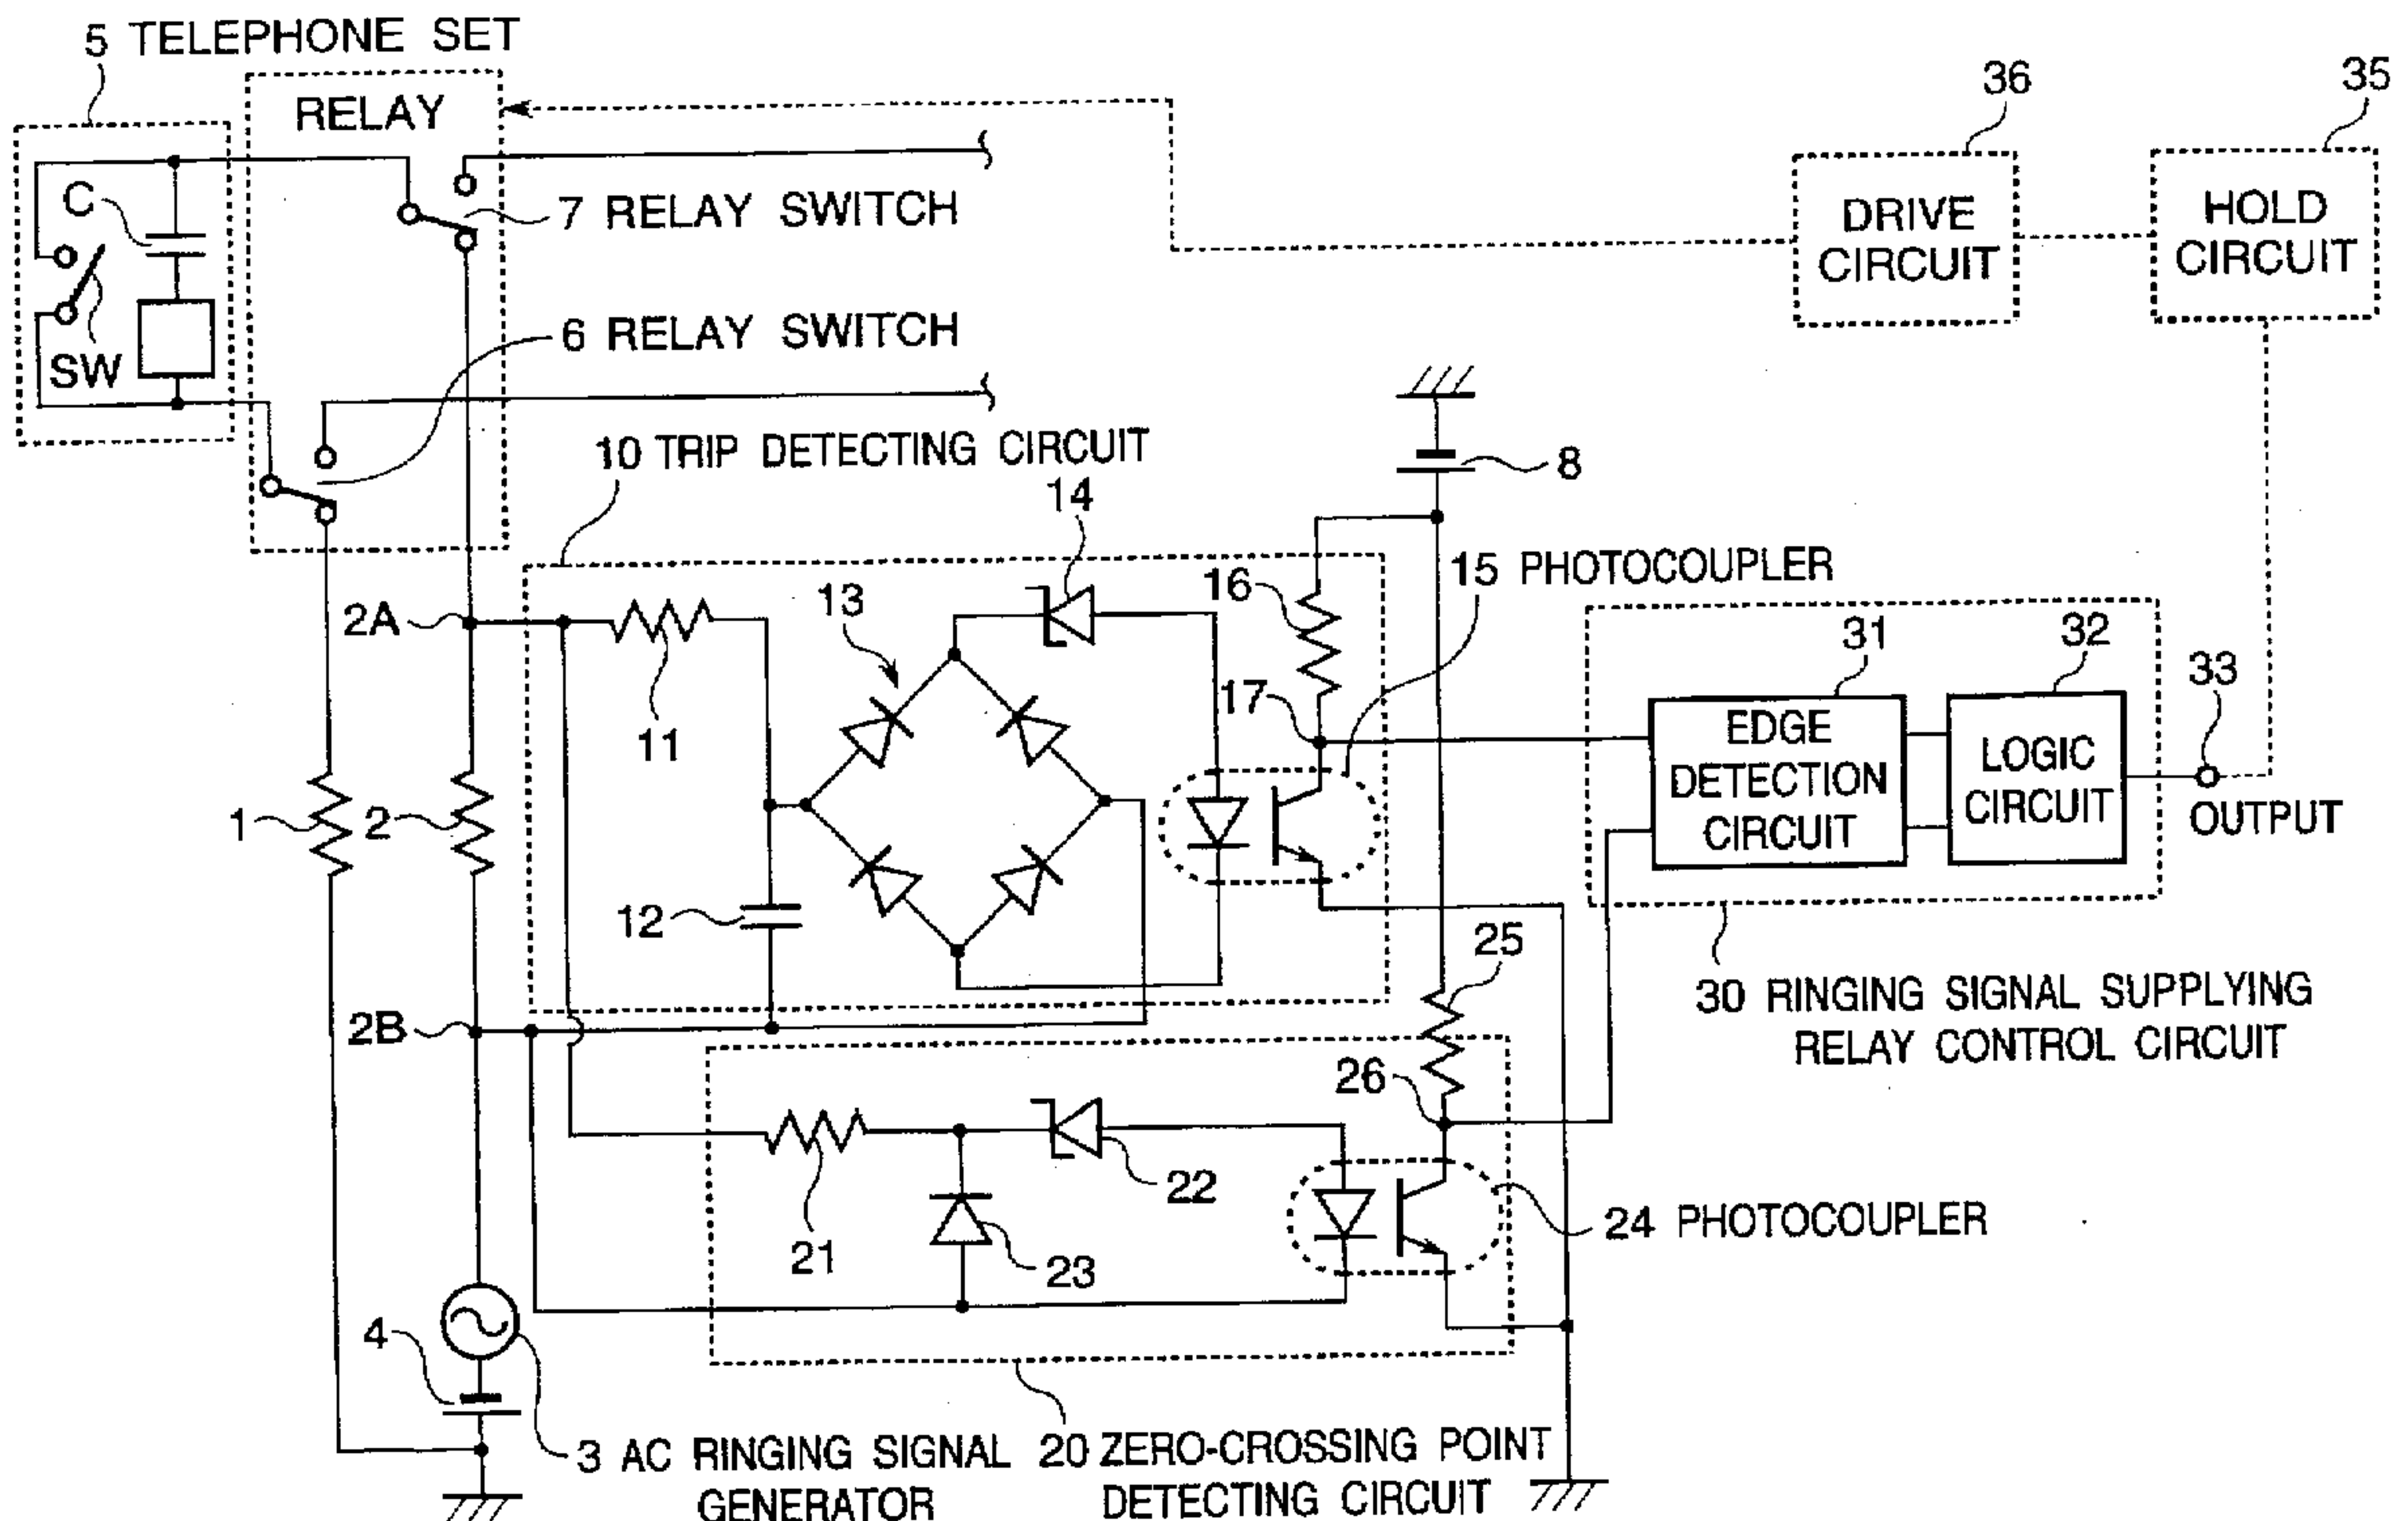 5 TELEPHONE SET
RELAY
36
35
C
SW
7 RELAY SWITCH
DRIVE
CIRCUIT
HOLD
CIRCUIT
6 RELAY SWITCH
10 TRIP DETECTING CIRCUIT
8
14
15 PHOTOCOUPLER
16
13
2A
11
17
31
32
33
EDGE
DETECTION
CIRCUIT
LOGIC
CIRCUIT
OUTPUT
1
2
12
25
30 RINGING SIGNAL SUPPLYING
RELAY CONTROL CIRCUIT
2B
26
22
21
23
24 PHOTOCOUPLER
4
3 AC RINGING SIGNAL
GENERATOR
20 ZERO-CROSSING POINT
DETECTING CIRCUIT